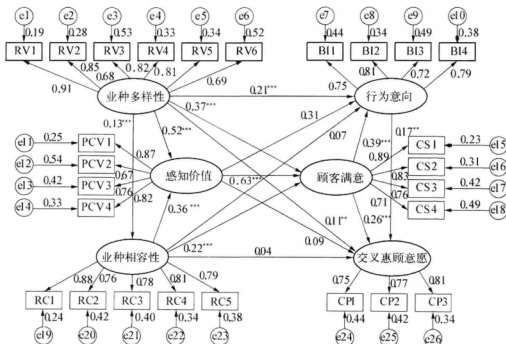 e1 e2 e3 e4 e5 e6 e7 e8 e9 e10
0.19 0.28 0.53 0.33 0.34 0.52 0.44 0.34 0.49 0.38
RV1 RV2 RV3 RV4 RV5 RV6 BI1 BI2 BI3 BI4
0.91 0.85 0.68 0.82 0.81 0.69 0.75 0.81 0.72 0.79
业种多样性 0.21*** 行为意向
0.37*** 0.31
0.13*** 0.52*** 0.07 0.39*** 0.17**
e11 0.25 PCV1 0.87 0.89 CS1 0.23 e15
e12 0.54 PCV2 0.67 感知价值 0.63*** 顾客满意 0.83 CS2 0.31 e16
e13 0.42 PCV3 0.76 0.76 CS3 0.42 e17
e14 0.33 PCV4 0.82 0.71 CS4 0.49 e18
0.36*** 0.11** 0.26***
0.22*** 0.09
业种相容性 0.04 交叉惠顾意愿
0.88 0.76 0.78 0.81 0.79 0.75 0.77 0.81
RC1 RC2 RC3 RC4 RC5 CP1 CP2 CP3
0.24 0.42 0.40 0.34 0.38 0.44 0.42 0.34
e19 e20 e21 e22 e23 e24 e25 e26